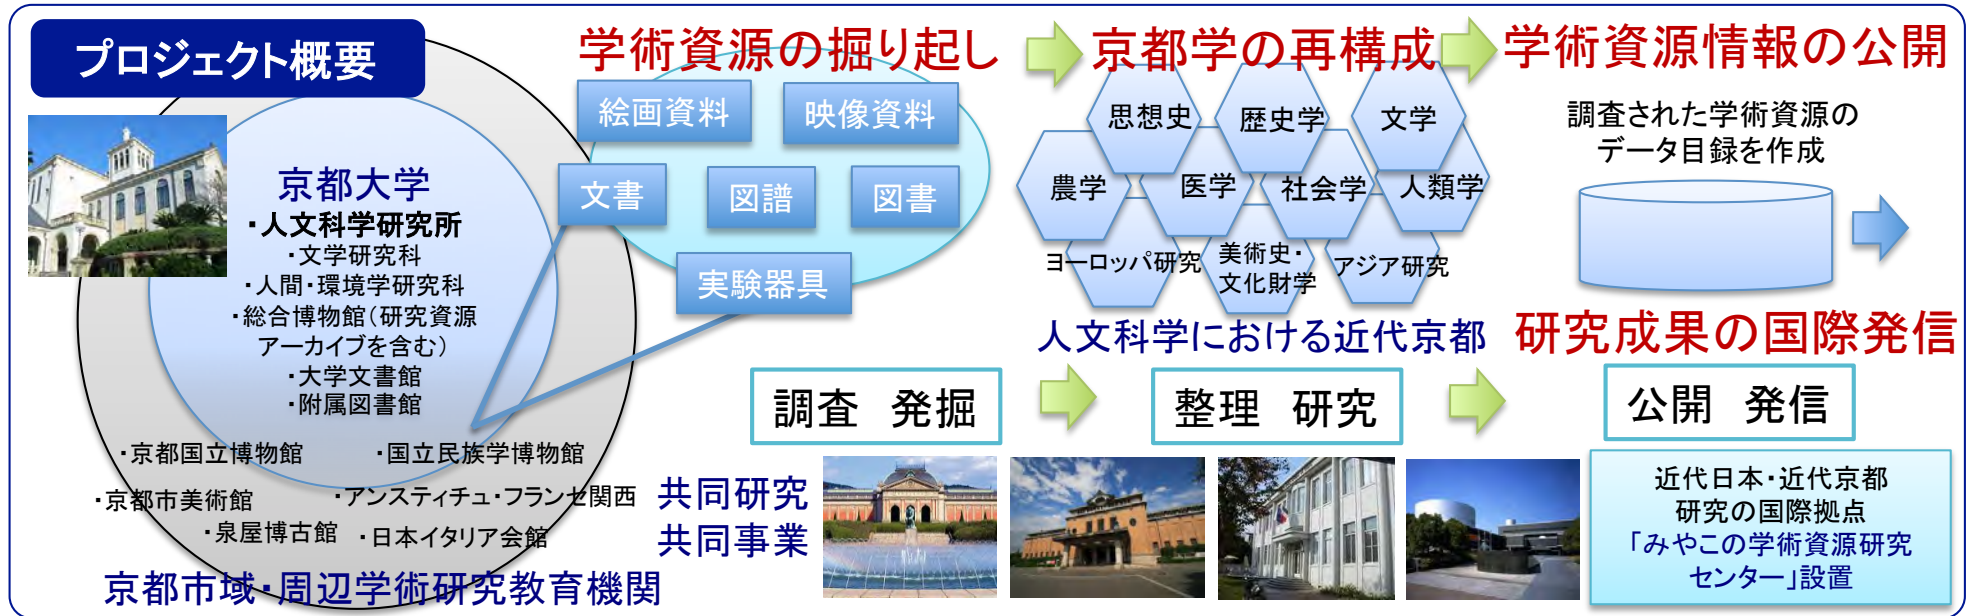 プロジェクト概要
京都大学
・人文科学研究所
・文学研究科
・人間・環境学研究科
・総合博物館（研究資源
アーカイブを含む）
・大学文書館
・附属図書館
・京都国立博物館
・国立民族学博物館
・京都市美術館
・アンスティチュ・フランセ関西
・泉屋博古館
・日本イタリア会館
京都市域・周辺学術研究教育機関
学術資源の掘り起し
絵画資料
映像資料
文書
図譜
図書
実験器具
京都学の再構成
思想史
歴史学
文学
農学
医学
社会学
人類学
ヨーロッパ研究
美術史・
文化財学
アジア研究
人文科学における近代京都
学術資源情報の公開
調査された学術資源の
データ目録を作成
研究成果の国際発信
調査　発掘
整理　研究
公開　発信
共同研究
共同事業
近代日本・近代京都
研究の国際拠点
「みやこの学術資源研究
センター」設置